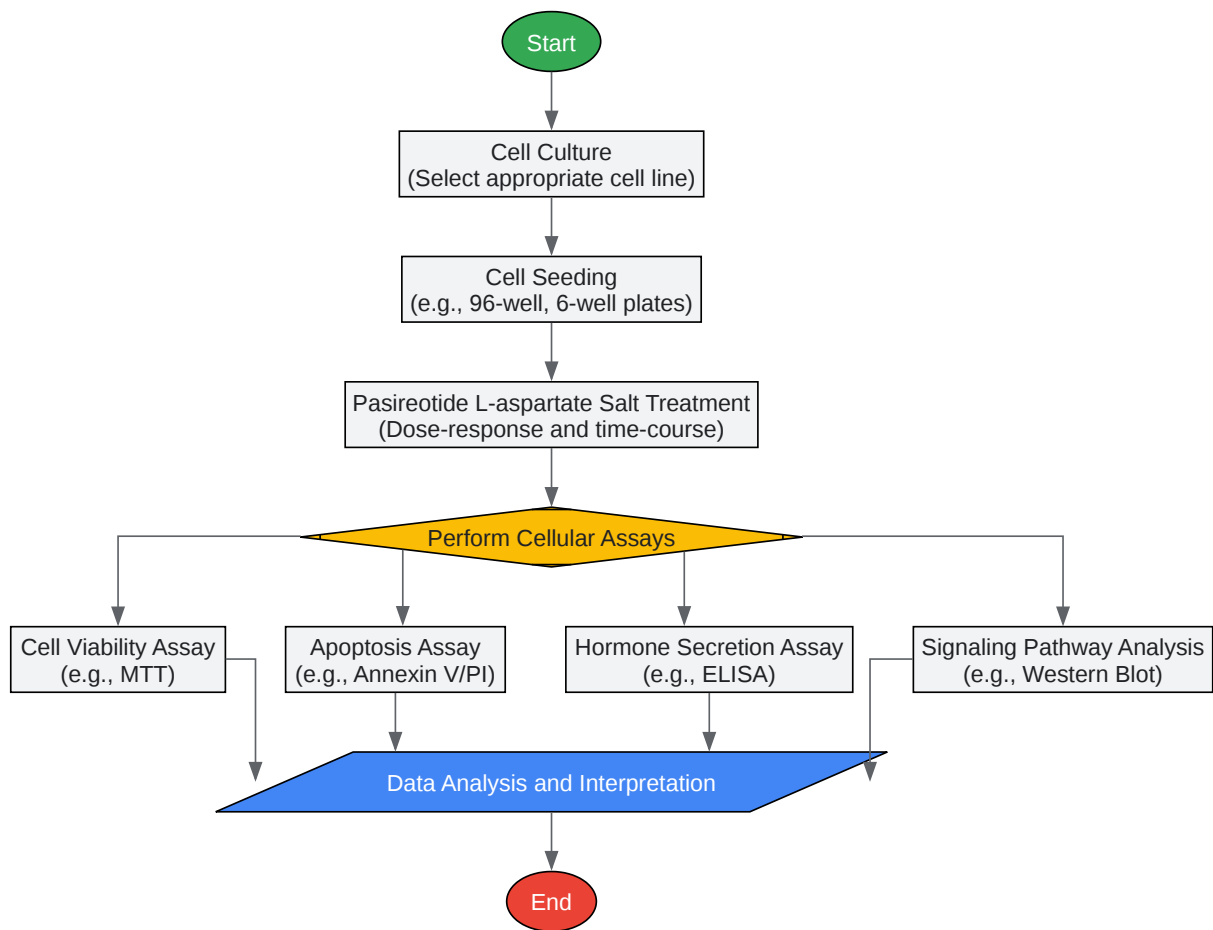 Start
Cell Culture
(Select appropriate cell line)
Cell Seeding
(e.g., 96-well, 6-well plates)
Pasireotide L-aspartate Salt Treatment
(Dose-response and time-course)
Perform Cellular Assays
Cell Viability Assay
(e.g., MTT)
Apoptosis Assay
(e.g., Annexin V/PI)
Hormone Secretion Assay
(e.g., ELISA)
Signaling Pathway Analysis
(e.g., Western Blot)
Data Analysis and Interpretation
End